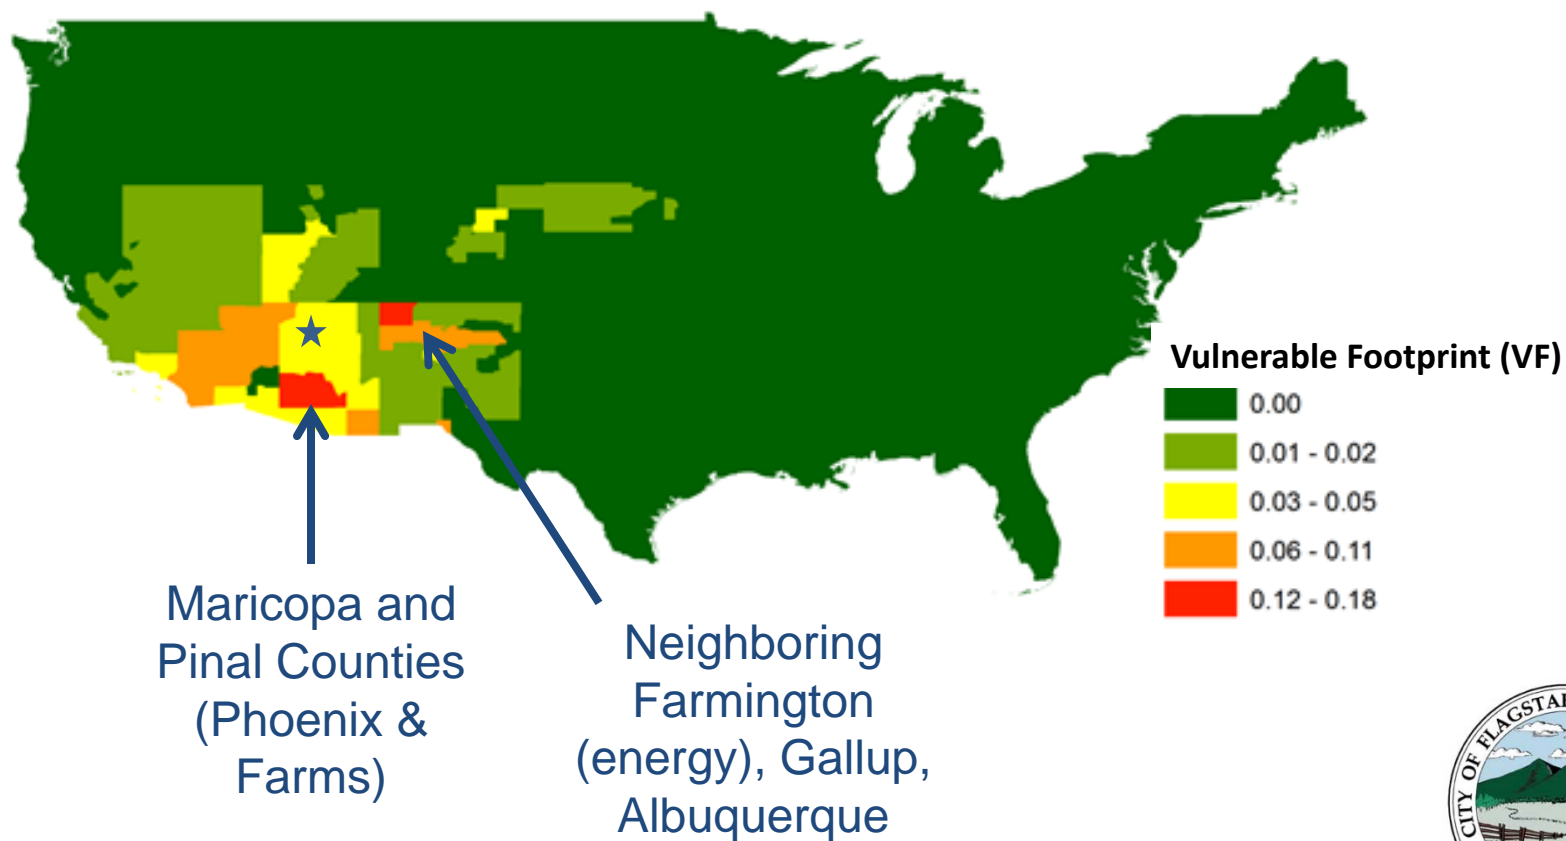 Vulnerable Footprint (VF)
0.00
0.01 - 0.02
0.03 - 0.05
0.06 - 0.11
0.12 - 0.18
Maricopa and
Pinal Counties
(Phoenix &
Farms)
Neighboring
Farmington
(energy), Gallup,
Albuquerque
CITY OF